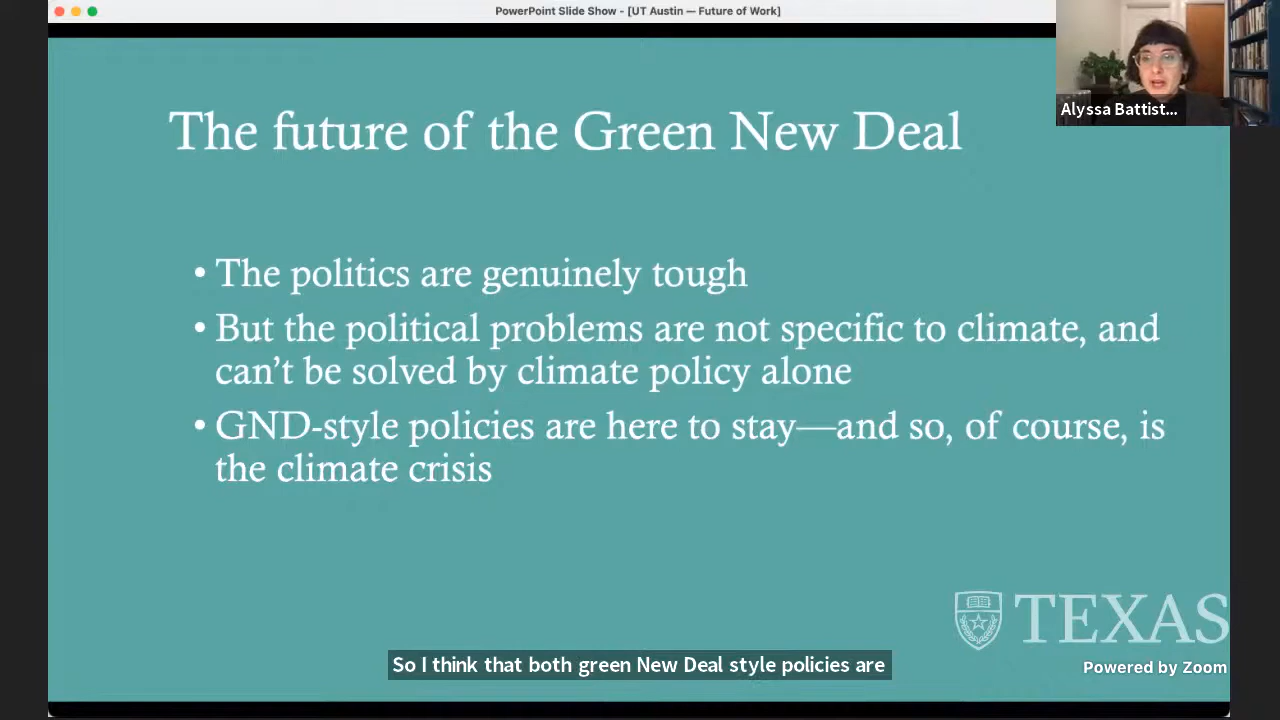 PowerPoint Slide Show - [UT Austin — Future of Work]
Alyssa Battist...
The future of the Green New Deal
• The politics are genuinely tough
• But the political problems are not specific to climate, and
can’t be solved by climate policy alone
• GND-style policies are here to stay—and so, of course, is
the climate crisis
TEXAS
So I think that both green New Deal style policies are
Powered by Zoom